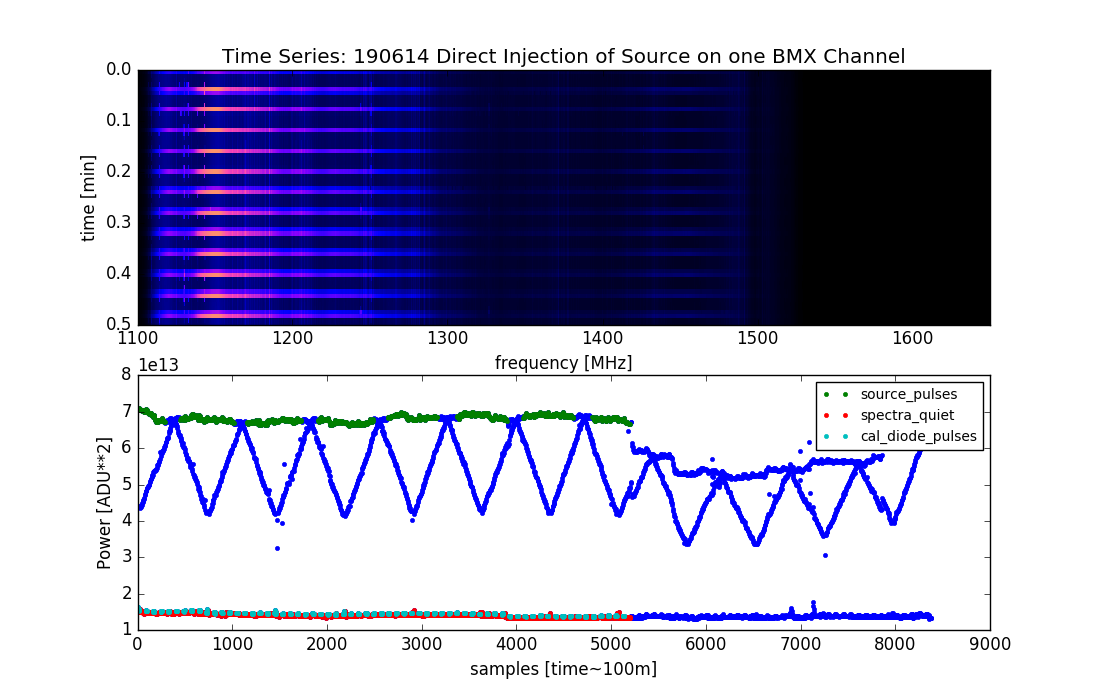 Time Series: 190614 Direct Injection of Source on one BMX Channel
time [min]
0.0
0.1
0.2
0.3
0.4
0.5
1100 1200 1300 1400 1500 1600
frequency [MHz]
1e13
Power [ADU**2]
8
7
6
5
4
3
2
1
source_pulses
spectra_quiet
cal_diode_pulses
0 1000 2000 3000 4000 5000 6000 7000 8000 9000
samples [time~100m]